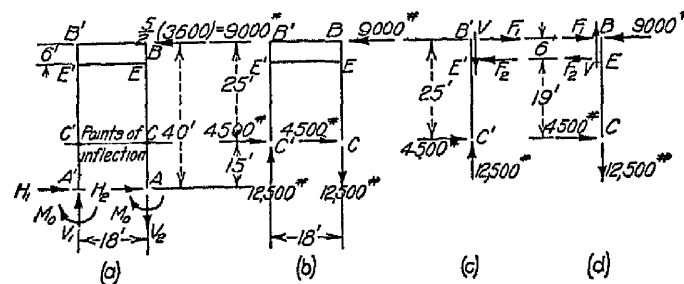 B' 5/2 (3600)=9000# B' B 9000# B' V F₁ F₁ B 9000#
6' B 6
E' E 25' E' E E' F₂ F₂ V E
25' 19'
C' Points of C 40' 4500# 4500# C
inflection C' C 4500# C' 4500#
15' 12,500# 12,500#
A' A
H₁ H₂ 12,500# 12,500#
M₀ M₀
V₁ 18' V₂ 18'
(a) (b) (c) (d)